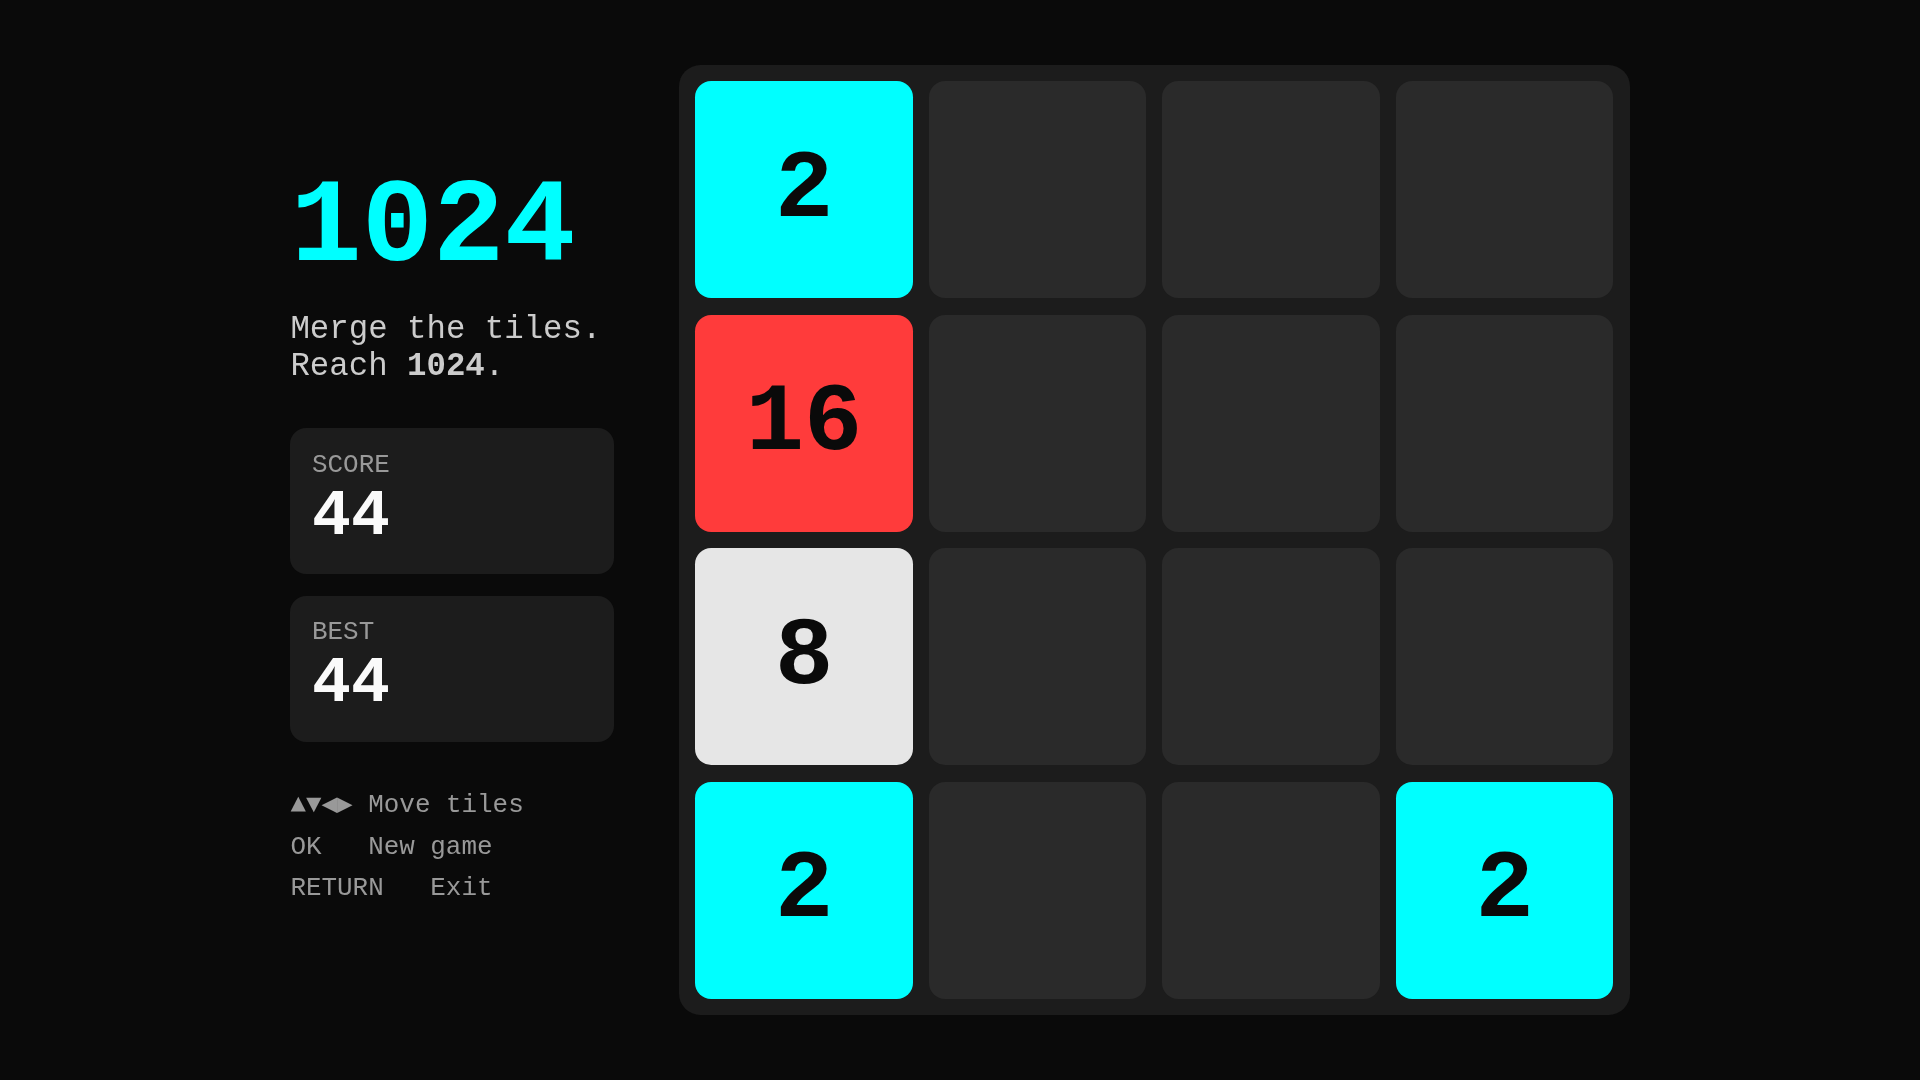 1024
Merge the tiles.
Reach 1024.
SCORE
44
BEST
44
▲▼◀▶ Move tiles
OK   New game
RETURN   Exit
2
16
8
2 2